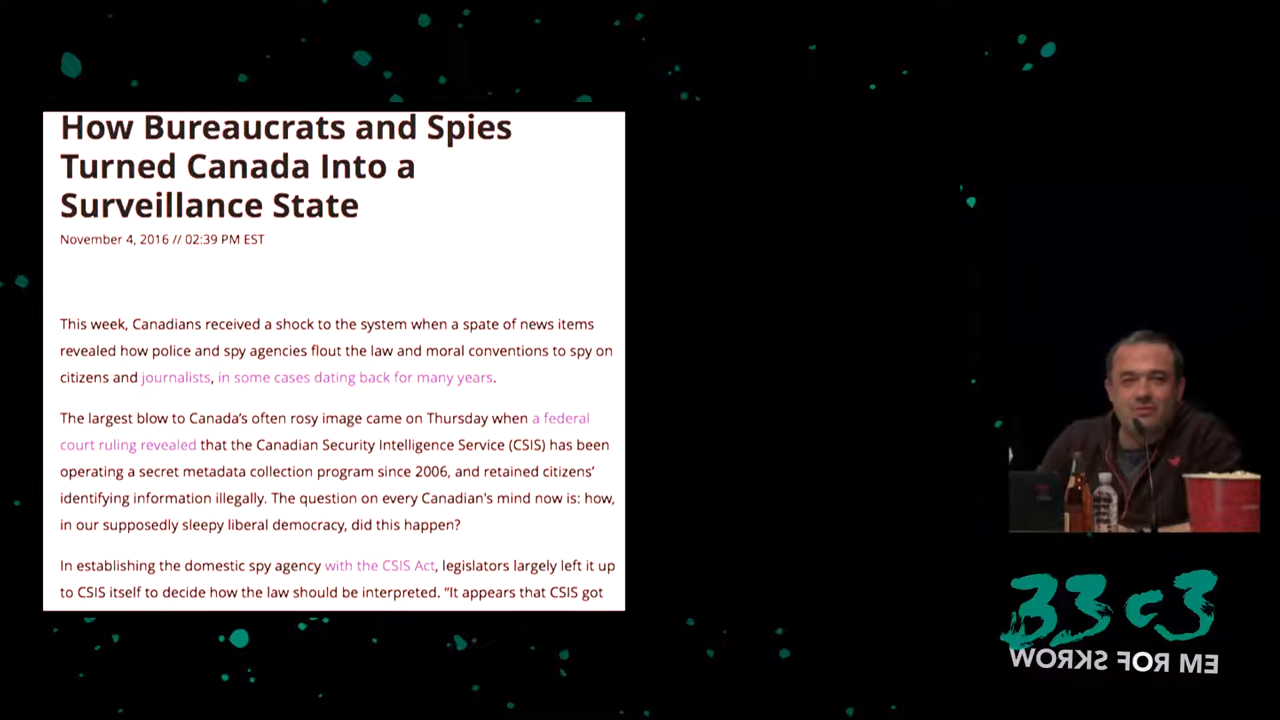 How Bureaucrats and Spies
Turned Canada Into a
Surveillance State
November 4, 2016 // 02:39 PM EST
This week, Canadians received a shock to the system when a spate of news items
revealed how police and spy agencies flout the law and moral conventions to spy on
citizens and journalists, in some cases dating back for many years.
The largest blow to Canada’s often rosy image came on Thursday when a federal
court ruling revealed that the Canadian Security Intelligence Service (CSIS) has been
operating a secret metadata collection program since 2006, and retained citizens’
identifying information illegally. The question on every Canadian's mind now is: how,
in our supposedly sleepy liberal democracy, did this happen?
In establishing the domestic spy agency with the CSIS Act, legislators largely left it up
to CSIS itself to decide how the law should be interpreted. “It appears that CSIS got
33c3
WORKS FOR ME